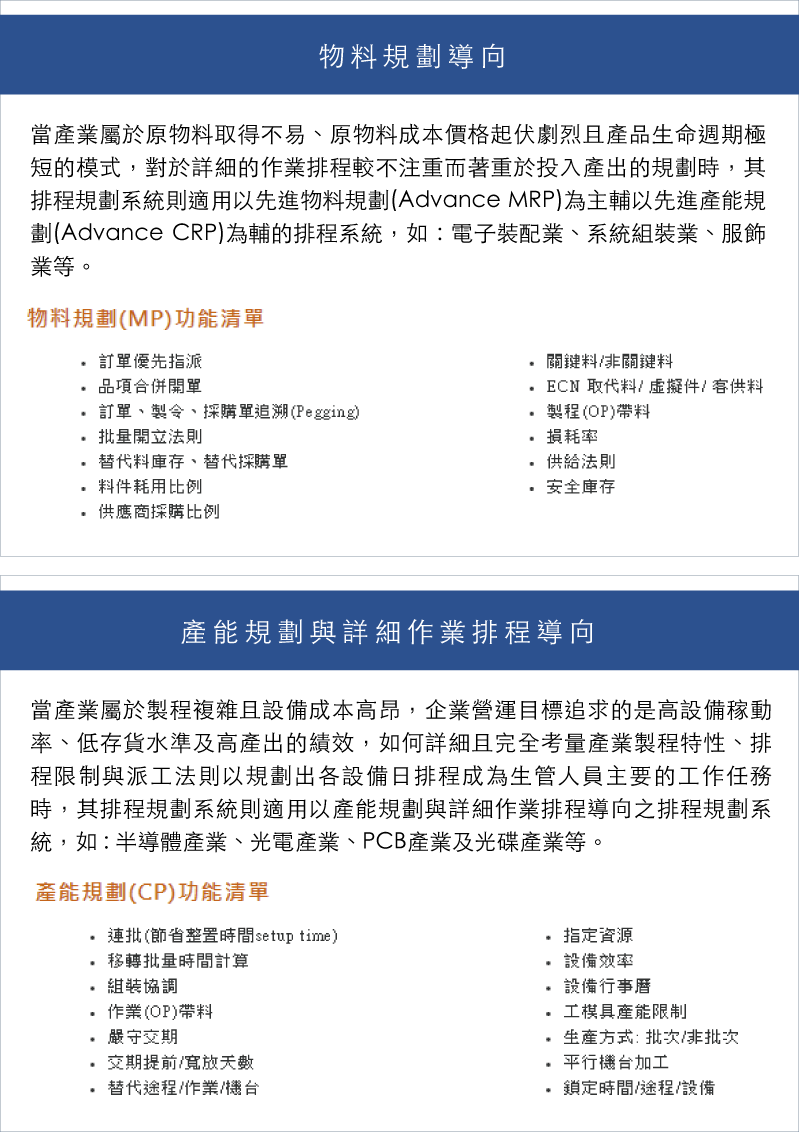 物料規劃導向
當產業屬於原物料取得不易、原物料成本價格起伏劇烈且產品生命週期極
短的模式，對於詳細的作業排程較不注重而著重於投入產出的規劃時，其
排程規劃系統則適用以先進物料規劃(Advance MRP)為主輔以先進產能規
劃(Advance CRP)為輔的排程系統，如：電子裝配業、系統組裝業、服飾
業等。
物料規劃(MP)功能清單
• 訂單優先指派
• 品項合併開單
• 訂單、製令、採購單追溯(Pegging)
• 批量開立法則
• 替代料庫存、替代採購單
• 料件耗用比例
• 供應商採購比例
• 關鍵料/非關鍵料
• ECN 取代料/ 虛擬件/ 客供料
• 製程(OP)帶料
• 損耗率
• 供給法則
• 安全庫存
產能規劃與詳細作業排程導向
當產業屬於製程複雜且設備成本高昂，企業營運目標追求的是高設備稼動
率、低存貨水準及高產出的績效，如何詳細且完全考量產業製程特性、排
程限制與派工法則以規劃出各設備日排程成為生管人員主要的工作任務
時，其排程規劃系統則適用以產能規劃與詳細作業排程導向之排程規劃系
統，如：半導體產業、光電產業、PCB產業及光碟產業等。
產能規劃(CP)功能清單
• 連批(節省整置時間setup time)
• 移轉批量時間計算
• 組裝協調
• 作業(OP)帶料
• 嚴守交期
• 交期提前/寬放天數
• 替代途程/作業/機台
• 指定資源
• 設備效率
• 設備行事曆
• 工模具產能限制
• 生產方式: 批次/非批次
• 平行機台加工
• 鎖定時間/途程/設備